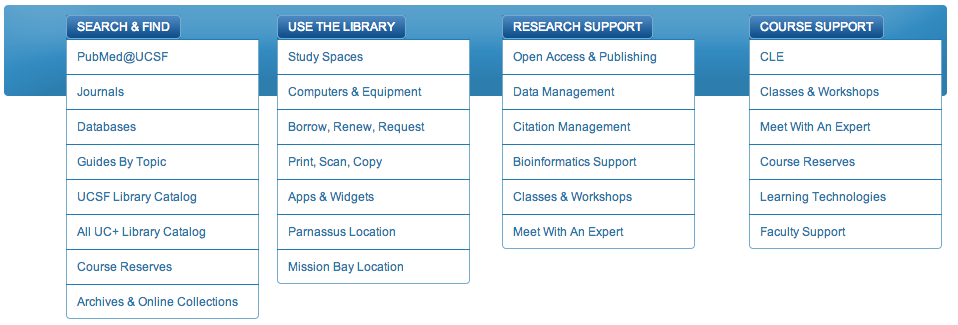 SEARCH & FIND
PubMed@UCSF
Journals
Databases
Guides By Topic
UCSF Library Catalog
All UC+ Library Catalog
Course Reserves
Archives & Online Collections
USE THE LIBRARY
Study Spaces
Computers & Equipment
Borrow, Renew, Request
Print, Scan, Copy
Apps & Widgets
Parnassus Location
Mission Bay Location
RESEARCH SUPPORT
Open Access & Publishing
Data Management
Citation Management
Bioinformatics Support
Classes & Workshops
Meet With An Expert
COURSE SUPPORT
CLE
Classes & Workshops
Meet With An Expert
Course Reserves
Learning Technologies
Faculty Support